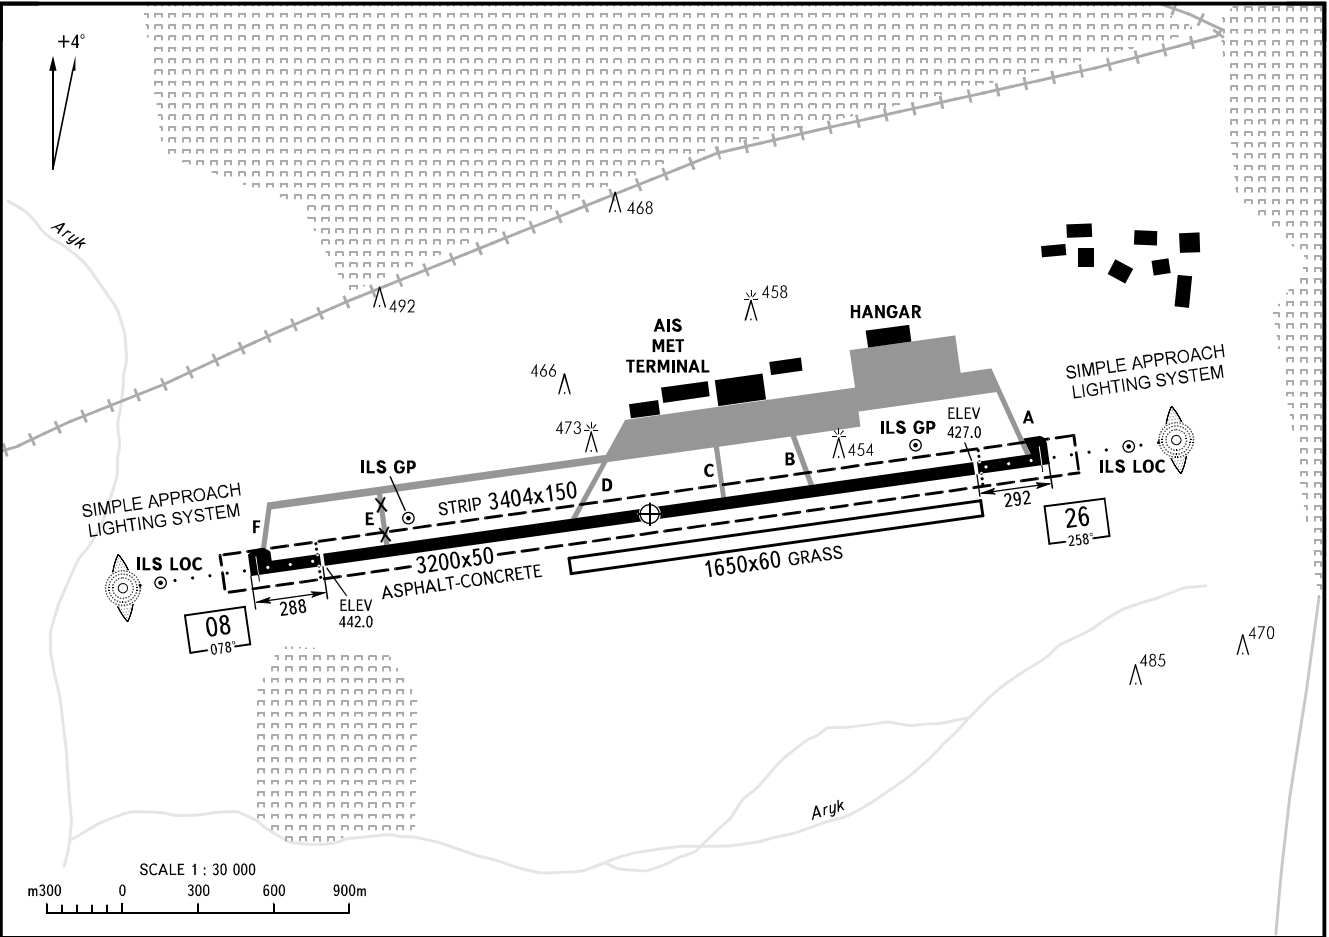 +4°
Aryk
468
492
458
HANGAR
AIS
MET
TERMINAL
466
473
SIMPLE APPROACH
LIGHTING SYSTEM
ELEV
427.0
A
ILS GP
454
ILS LOC
ILS GP
C
B
D
STRIP 3404x150
292
26
258°
SIMPLE APPROACH
LIGHTING SYSTEM
F
E
X
X
ILS LOC
3200x50
ASPHALT-CONCRETE
1650x60 GRASS
288
ELEV
442.0
08
078°
470
485
Aryk
SCALE 1 : 30 000
m300 0 300 600 900m